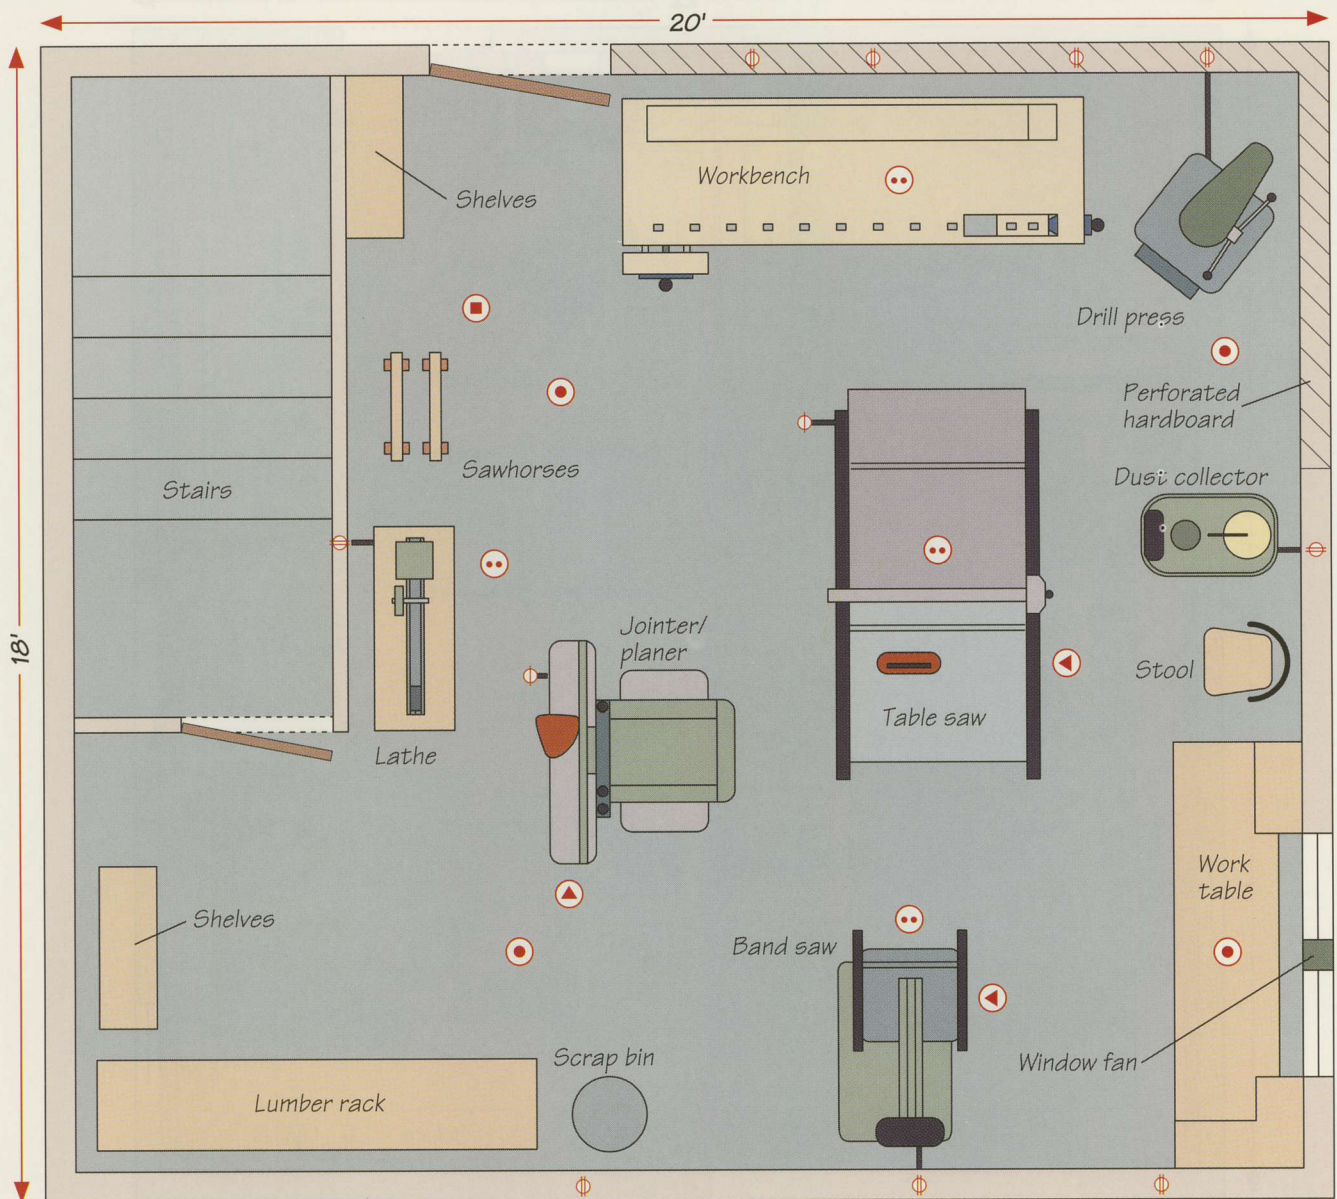 20'
Shelves
Workbench
Drill press
Perforated
hardboard
Sawhorses
Dust collector
Stairs
18'
Jointer/
planer
Stool
Table saw
Lathe
Work
table
Shelves
Band saw
Scrap bin
Window fan
Lumber rack